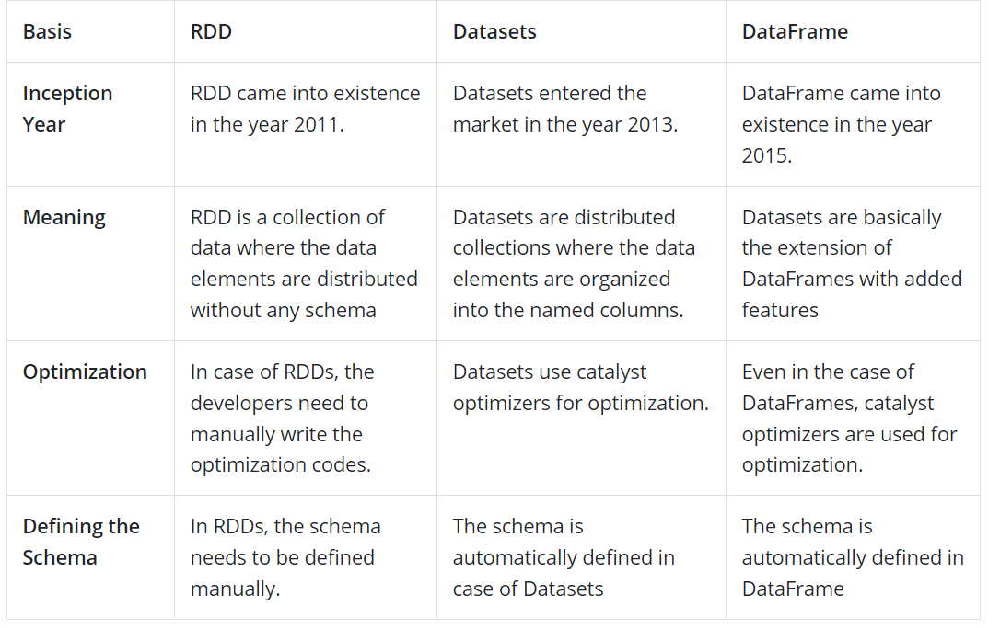 Basis
RDD
Datasets
DataFrame
Inception
Year
RDD came into existence
in the year 2011.
Datasets entered the
market in the year 2013.
DataFrame came into
existence in the year
2015.
Meaning
RDD is a collection of
data where the data
elements are distributed
without any schema
Datasets are distributed
collections where the data
elements are organized
into the named columns.
Datasets are basically
the extension of
DataFrames with added
features
Optimization
In case of RDDs, the
developers need to
manually write the
optimization codes.
Datasets use catalyst
optimizers for optimization.
Even in the case of
DataFrames, catalyst
optimizers are used for
optimization.
Defining the
Schema
In RDDs, the schema
needs to be defined
manually.
The schema is
automatically defined in
case of Datasets
The schema is
automatically defined in
DataFrame